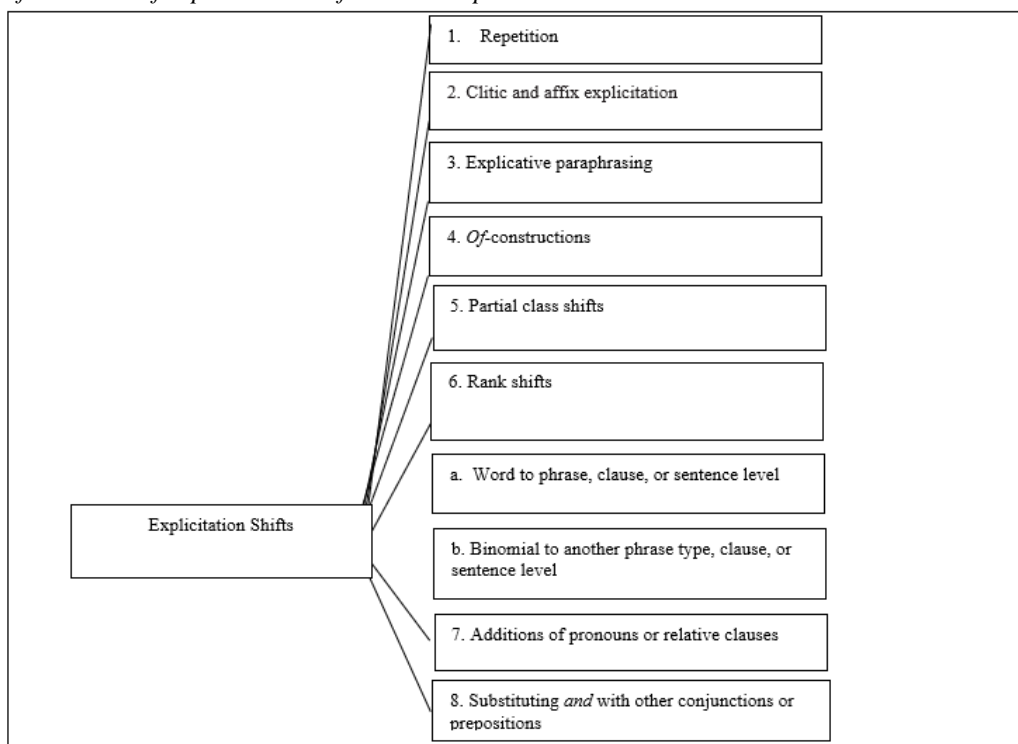 1. Repetition
2. Clitic and affix explicitation
3. Explicative paraphrasing
4. Of-constructions
5. Partial class shifts
6. Rank shifts
a. Word to phrase, clause, or sentence level
Explicitation Shifts
b. Binomial to another phrase type, clause, or
sentence level
7. Additions of pronouns or relative clauses
8. Substituting and with other conjunctions or
prepositions